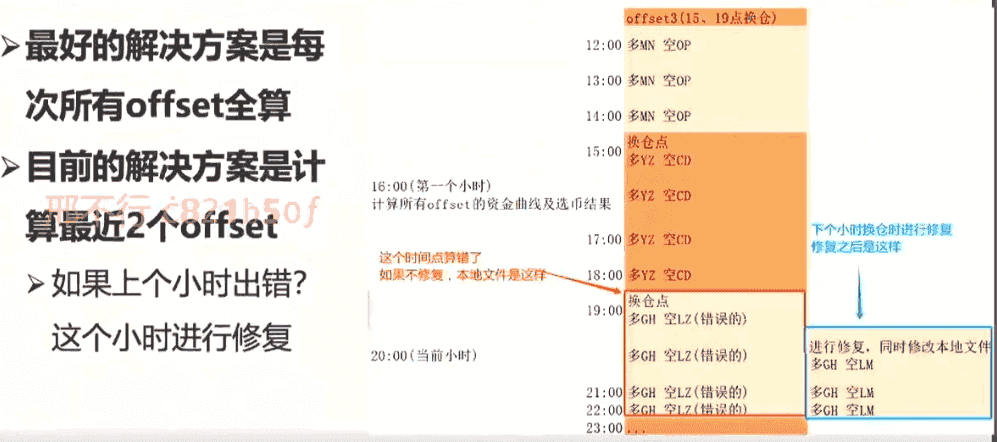 ➢最好的解决方案是每
次所有offset全算
➢目前的解决方案是计
算最近2个offset
➢如果上个小时出错?
这个小时进行修复
offset3(15、19点换仓)
12:00 多MN 空OP
13:00 多MN 空OP
14:00 多MN 空OP
换仓点
15:00 多YZ 空CD
16:00(第一个小时) 多YZ 空CD
计算所有offset的资金曲线及选币结果
17:00 多YZ 空CD
18:00 多YZ 空CD
这个时间点算错了
如果不修复，本地文件是这样
换仓点
19:00 多GH 空LZ(错误的)
20:00(当前小时) 多GH 空LZ(错误的)
21:00 多GH 空LZ(错误的)
22:00 多GH 空LZ(错误的)
23:00 ...
下个小时换仓时进行修复
修复之后是这样
进行修复，同时修改本地文件
多GH 空LM
多GH 空LM
多GH 空LM